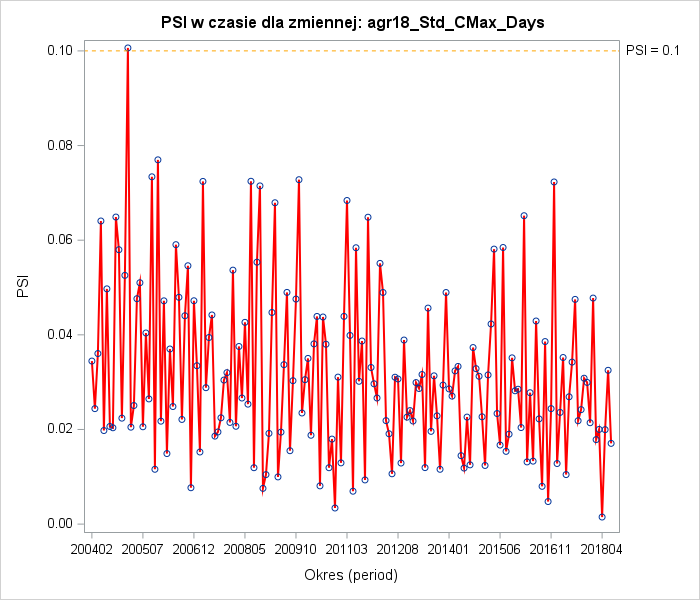 PSI w czasie dla zmiennej: agr18_Std_CMax_Days
0.10
PSI = 0.1
0.08
0.06
PSI
0.04
0.02
0.00
200402 200507 200612 200805 200910 201103 201208 201401 201506 201611 201804
Okres (period)